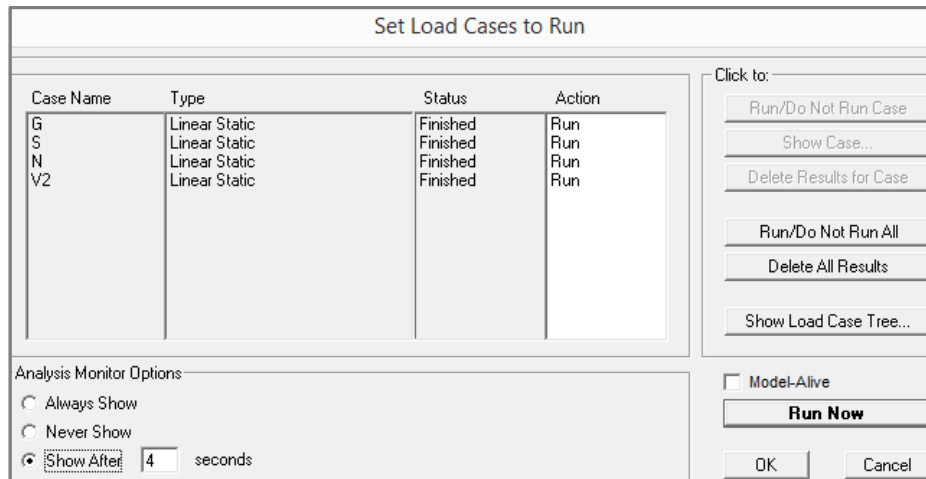 Set Load Cases to Run
Case Name Type Status Action
G Linear Static Finished Run
S Linear Static Finished Run
N Linear Static Finished Run
V2 Linear Static Finished Run
Click to:
Run/Do Not Run Case
Show Case...
Delete Results for Case
Run/Do Not Run All
Delete All Results
Show Load Case Tree...
Analysis Monitor Options
Always Show
Never Show
Show After 4 seconds
Model-Alive
Run Now
OK Cancel